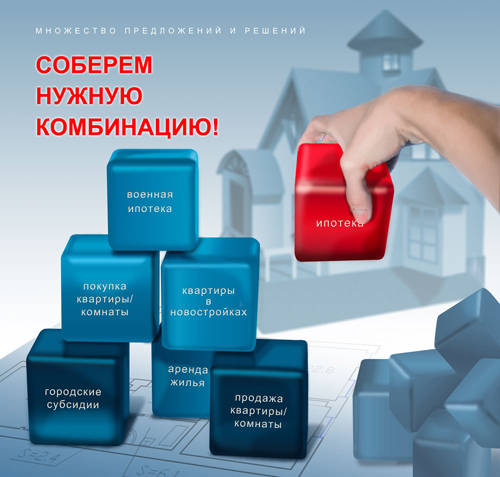 МНОЖЕСТВО ПРЕДЛОЖЕНИЙ И РЕШЕНИЙ
СОБЕРЕМ
НУЖНУЮ
КОМБИНАЦИЮ!
военная
ипотека
ипотека
покупка
квартиры/
комнаты
квартиры
в
новостройках
городские
субсидии
аренда
жилья
продажа
квартиры/
комнаты